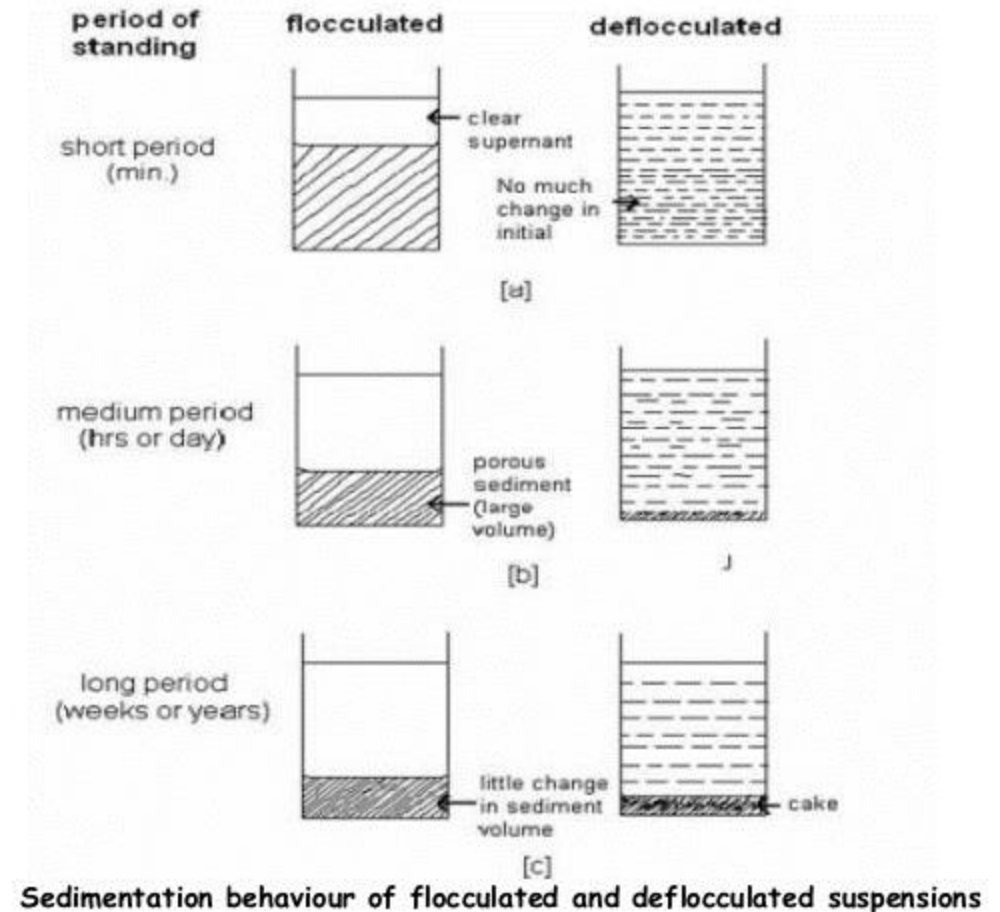 period of
standing
flocculated
deflocculated
short period
(min.)
clear
supernant
No much
change in
initial
[a]
medium period
(hrs or day)
porous
sediment
(large
volume)
[b]
J
long period
(weeks or years)
little change
in sediment
volume
cake
[c]
Sedimentation behaviour of flocculated and deflocculated suspensions